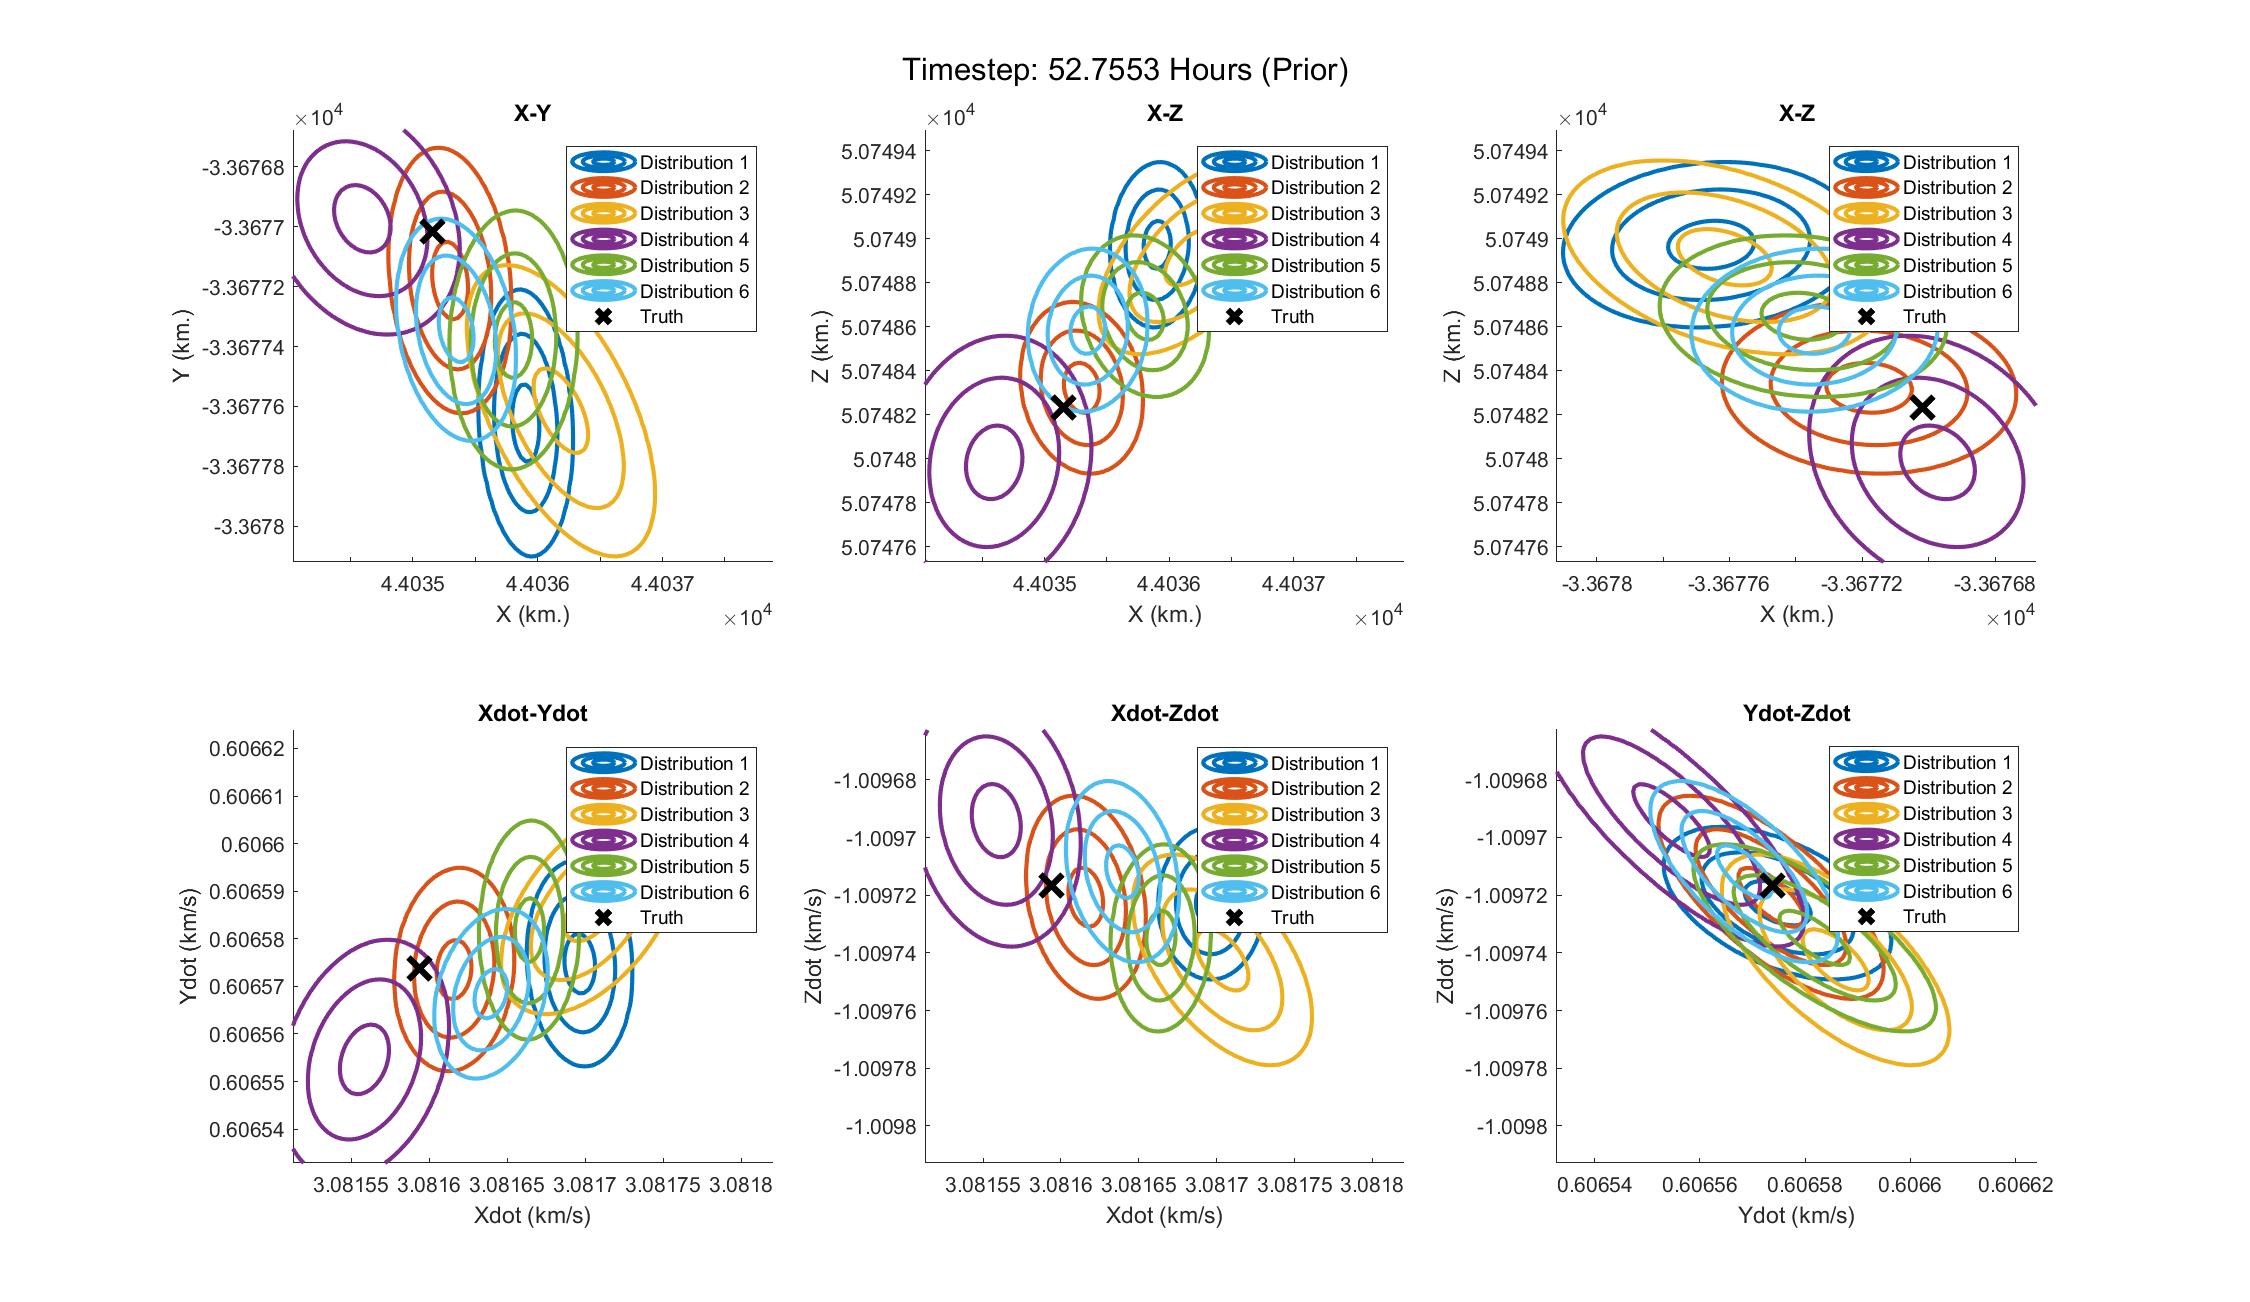 Timestep: 52.7553 Hours (Prior)
X-Y
×10⁴
-3.36768
-3.3677
-3.36772
-3.36774
-3.36776
-3.36778
-3.3678
Y (km.)
4.4035
4.4036
4.4037
X (km.)
×10⁴
Distribution 1
Distribution 2
Distribution 3
Distribution 4
Distribution 5
Distribution 6
Truth
X-Z
×10⁴
5.07494
5.07492
5.0749
5.07488
5.07486
5.07484
5.07482
5.0748
5.07478
5.07476
Z (km.)
4.4035
4.4036
4.4037
X (km.)
×10⁴
Distribution 1
Distribution 2
Distribution 3
Distribution 4
Distribution 5
Distribution 6
Truth
X-Z
×10⁴
5.07494
5.07492
5.0749
5.07488
5.07486
5.07484
5.07482
5.0748
5.07478
5.07476
Z (km.)
-3.3678
-3.36776
-3.36772
-3.36768
X (km.)
×10⁴
Distribution 1
Distribution 2
Distribution 3
Distribution 4
Distribution 5
Distribution 6
Truth
Xdot-Ydot
0.60662
0.60661
0.6066
0.60659
0.60658
0.60657
0.60656
0.60655
0.60654
Ydot (km/s)
3.08155
3.0816
3.08165
3.0817
3.08175
3.0818
Xdot (km/s)
Distribution 1
Distribution 2
Distribution 3
Distribution 4
Distribution 5
Distribution 6
Truth
Xdot-Zdot
-1.00968
-1.0097
-1.00972
-1.00974
-1.00976
-1.00978
-1.0098
Zdot (km/s)
3.08155
3.0816
3.08165
3.0817
3.08175
3.0818
Xdot (km/s)
Distribution 1
Distribution 2
Distribution 3
Distribution 4
Distribution 5
Distribution 6
Truth
Ydot-Zdot
-1.00968
-1.0097
-1.00972
-1.00974
-1.00976
-1.00978
-1.0098
Zdot (km/s)
0.60654
0.60656
0.60658
0.6066
0.60662
Ydot (km/s)
Distribution 1
Distribution 2
Distribution 3
Distribution 4
Distribution 5
Distribution 6
Truth